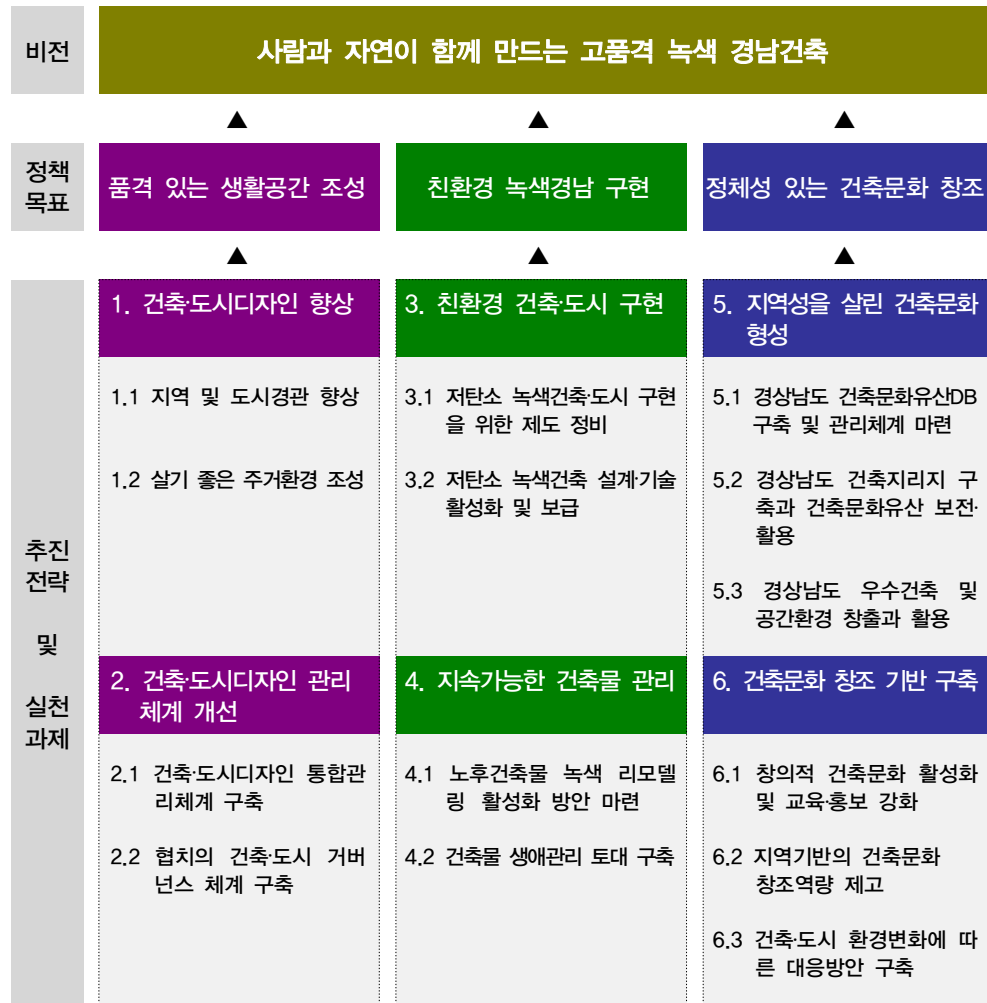 비전
사람과 자연이 함께 만드는 고품격 녹색 경남건축
▲ ▲ ▲
정책
목표
품격 있는 생활공간 조성
친환경 녹색경남 구현
정체성 있는 건축문화 창조
▲ ▲ ▲
추진
전략
및
실천
과제
1. 건축·도시디자인 향상
1.1 지역 및 도시경관 향상
1.2 살기 좋은 주거환경 조성
2. 건축·도시디자인 관리
체계 개선
2.1 건축·도시디자인 통합관
리체계 구축
2.2 협치의 건축·도시 거버
넌스 체계 구축
3. 친환경 건축·도시 구현
3.1 저탄소 녹색건축·도시 구현
을 위한 제도 정비
3.2 저탄소 녹색건축 설계·기술
활성화 및 보급
4. 지속가능한 건축물 관리
4.1 노후건축물 녹색 리모델
링 활성화 방안 마련
4.2 건축물 생애관리 토대 구축
5. 지역성을 살린 건축문화
형성
5.1 경상남도 건축문화유산DB
구축 및 관리체계 마련
5.2 경상남도 건축지리지 구
축과 건축문화유산 보전·
활용
5.3 경상남도 우수건축 및
공간환경 창출과 활용
6. 건축문화 창조 기반 구축
6.1 창의적 건축문화 활성화
및 교육·홍보 강화
6.2 지역기반의 건축문화
창조역량 제고
6.3 건축·도시 환경변화에 따
른 대응방안 구축